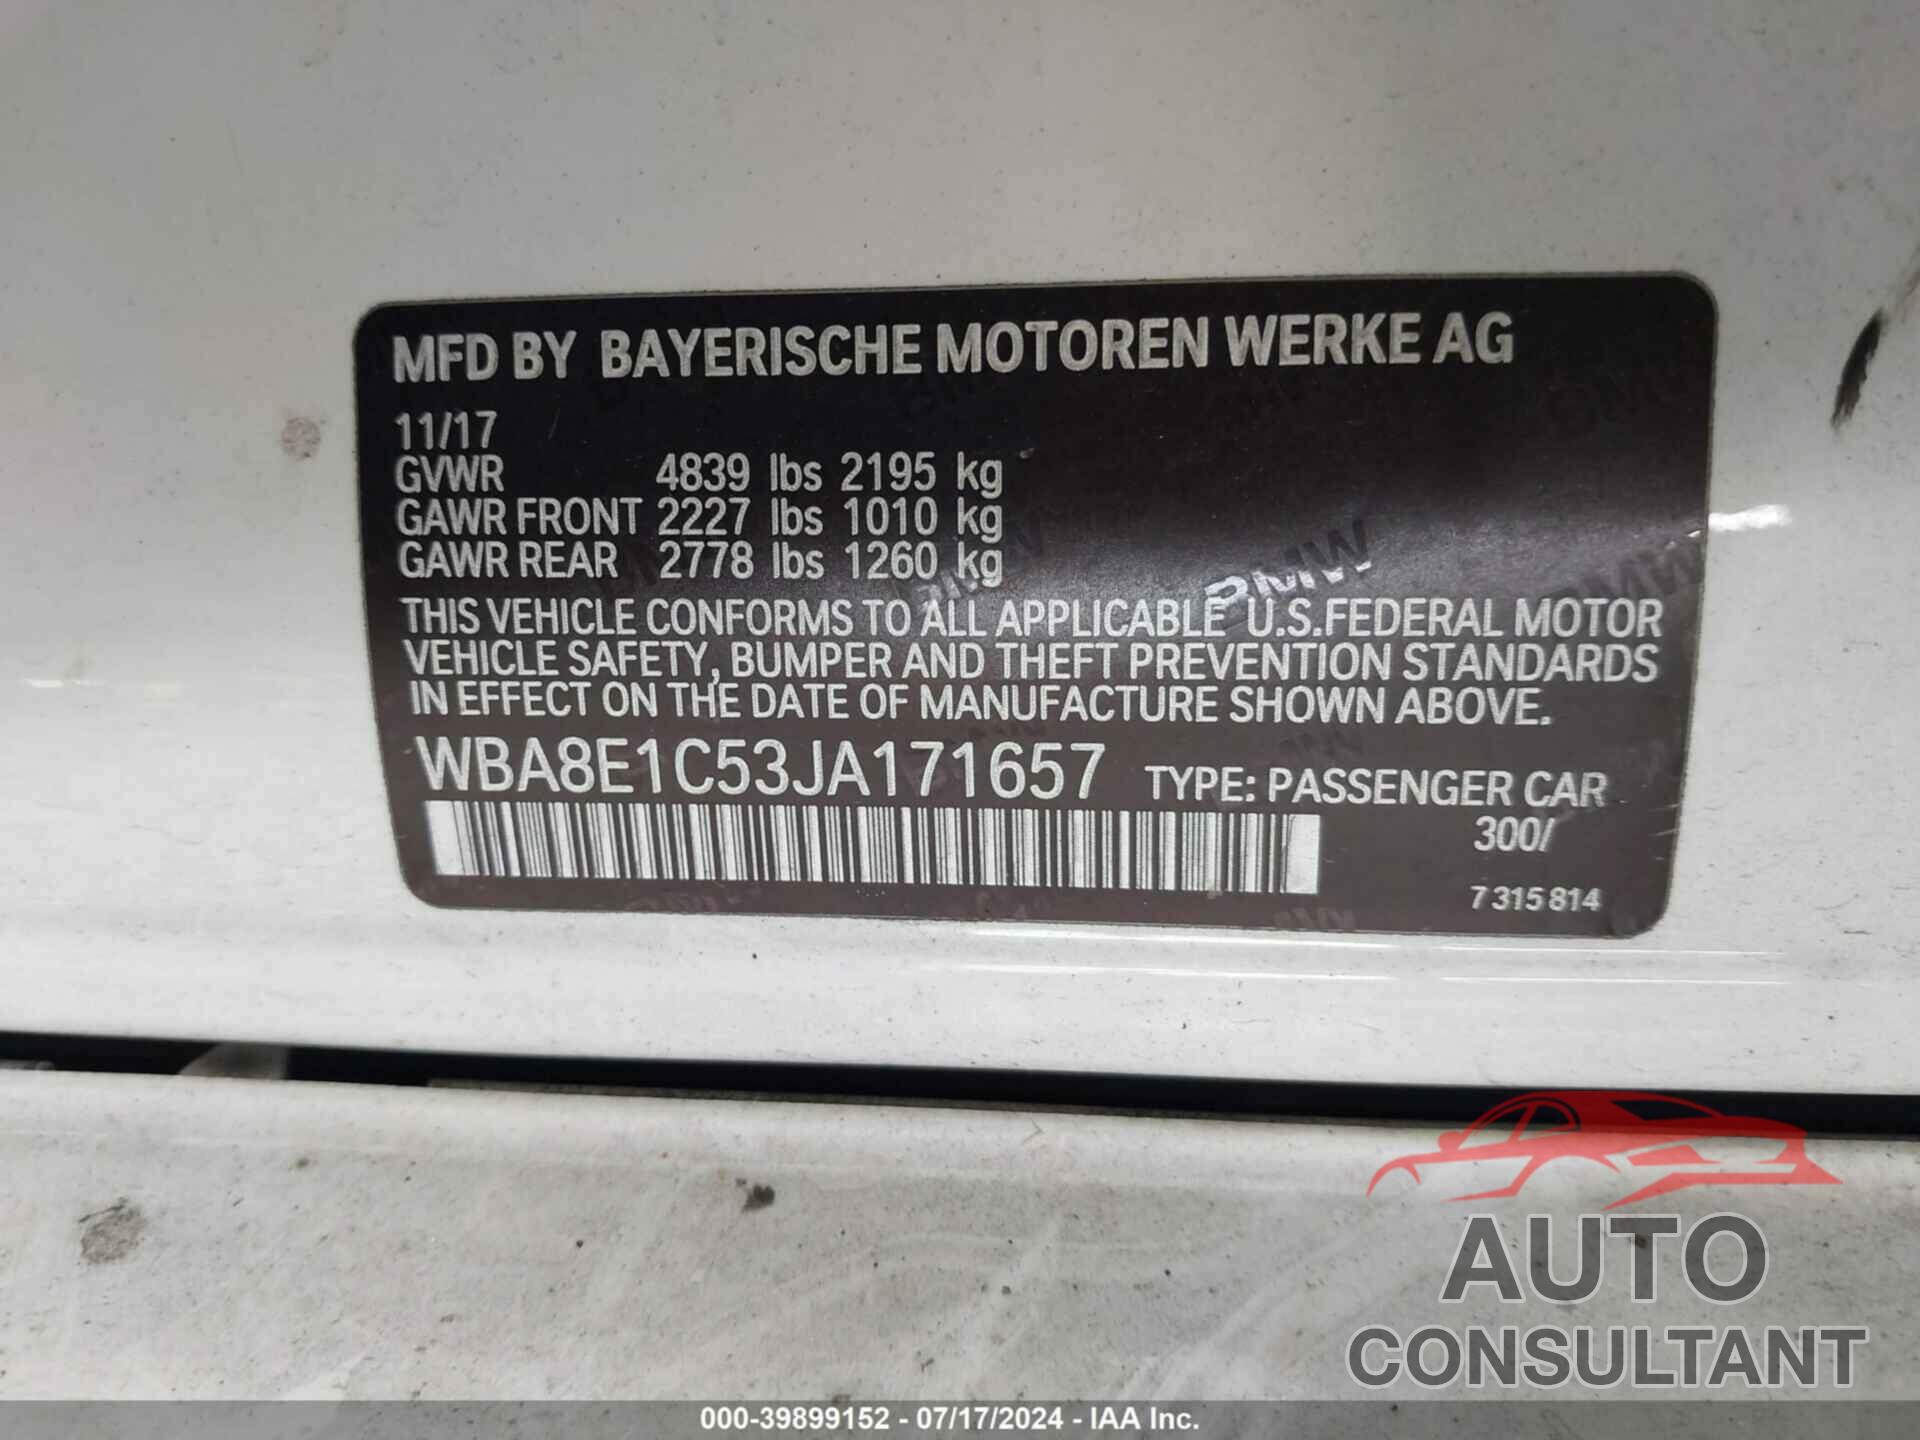 MFD BY BAYERISCHE MOTOREN WERKE AG
11/17
GVWR 4839 lbs 2195 kg
GAWR FRONT 2227 lbs 1010 kg
GAWR REAR 2778 lbs 1260 kg
THIS VEHICLE CONFORMS TO ALL APPLICABLE U.S.FEDERAL MOTOR
VEHICLE SAFETY, BUMPER AND THEFT PREVENTION STANDARDS
IN EFFECT ON THE DATE OF MANUFACTURE SHOWN ABOVE.
WBA8E1C53JA171657 TYPE: PASSENGER CAR
300/
7 315 814
AUTO
CONSULTANT
000-39899152 - 07/17/2024 - IAA Inc.